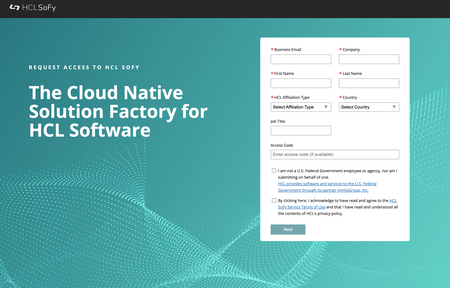 HCL SoFy
REQUEST ACCESS TO HCL SOFY
The Cloud Native
Solution Factory for
HCL Software
* Business Email
* Company
* First Name
* Last Name
* HCL Affiliation Type
* Country
Select Affiliation Type
Select Country
Job Title
Access Code
Enter access code (if available)
I am not a U.S. Federal Government employee or agency, nor am I
submitting on behalf of one.
HCL provides software and services to the U.S. Federal
Government through its partner ImmixGroup, Inc.
By clicking here, I acknowledge to have read and agree to the HCL
SoFy Service Terms of Use and that I have read and understood all
the contents of HCL's privacy policy.
Next